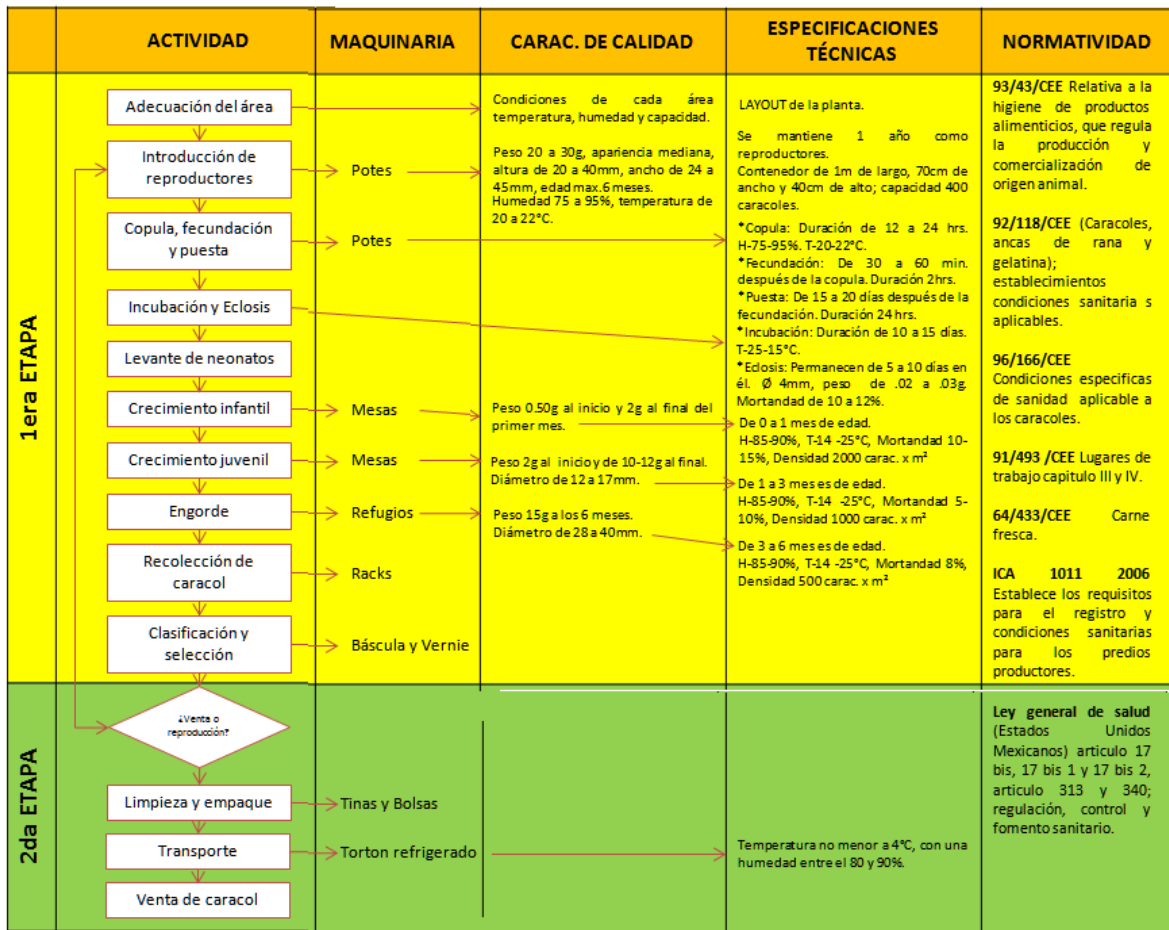 ACTIVIDAD
MAQUINARIA
CARAC. DE CALIDAD
ESPECIFICACIONES
TÉCNICAS
NORMATIVIDAD
1era ETAPA
Adecuación del área
Introducción de
reproductores
Copula, fecundación
y puesta
Incubación y Eclosis
Levante de neonatos
Crecimiento infantil
Crecimiento juvenil
Engorde
Recolección de
caracol
Clasificación y
selección
Potes
Potes
Mesas
Mesas
Refugios
Racks
Báscula y Vernie
Condiciones de cada área
temperatura, humedad y capacidad.
Peso 20 a 30g, apariencia mediana,
altura de 20 a 40mm, ancho de 24 a
45mm, edad max.6 meses.
Humedad 75 a 95%, temperatura de
20 a 22°C.
Peso 0.50g al inicio y 2g al final del
primer mes.
Peso 2g al inicio y de 10-12g al final.
Diámetro de 12 a 17mm.
Peso 15g a los 6 meses.
Diámetro de 28 a 40mm.
LAYOUT de la planta.
Se mantiene 1 año como
reproductores.
Contenedor de 1m de largo, 70cm de
ancho y 40cm de alto; capacidad 400
caracoles.
*Copula: Duración de 12 a 24 hrs.
H-75-95%. T-20-22°C.
*Fecundación: De 30 a 60 min.
después de la copula. Duración 2hrs.
*Puesta: De 15 a 20 días después de la
fecundación. Duración 24 hrs.
*Incubación: Duración de 10 a 15 días.
T-25-15°C.
*Eclosis: Permanecen de 5 a 10 días en
él. Ø 4mm, peso de .02 a .03g.
Mortandad de 10 a 12%.
De 0 a 1 mes de edad.
H-85-90%, T-14 -25°C, Mortandad 10-
15%, Densidad 2000 carac. x m²
De 1 a 3 mes es de edad.
H-85-90%, T-14 -25°C, Mortandad 5-
10%, Densidad 1000 carac. x m²
De 3 a 6 mes es de edad.
H-85-90%, T-14 -25°C, Mortandad 8%,
Densidad 500 carac. x m²
93/43/CEE Relativa a la
higiene de productos
alimenticios, que regula
la producción y
comercialización de
origen animal.
92/118/CEE (Caracoles,
ancas de rana y
gelatina);
establecimientos
condiciones sanitaria s
aplicables.
96/166/CEE
Condiciones especificas
de sanidad aplicable a
los caracoles.
91/493 /CEE Lugares de
trabajo capitulo III y IV.
64/433/CEE Carne
fresca.
ICA 1011 2006
Establece los requisitos
para el registro y
condiciones sanitarias
para los predios
productores.
2da ETAPA
¿Venta o
reproducción?
Limpieza y empaque
Transporte
Venta de caracol
Tinas y Bolsas
Torton refrigerado
Temperatura no menor a 4°C, con una
humedad entre el 80 y 90%.
Ley general de salud
(Estados Unidos
Mexicanos) articulo 17
bis, 17 bis 1 y 17 bis 2,
articulo 313 y 340;
regulación, control y
fomento sanitario.